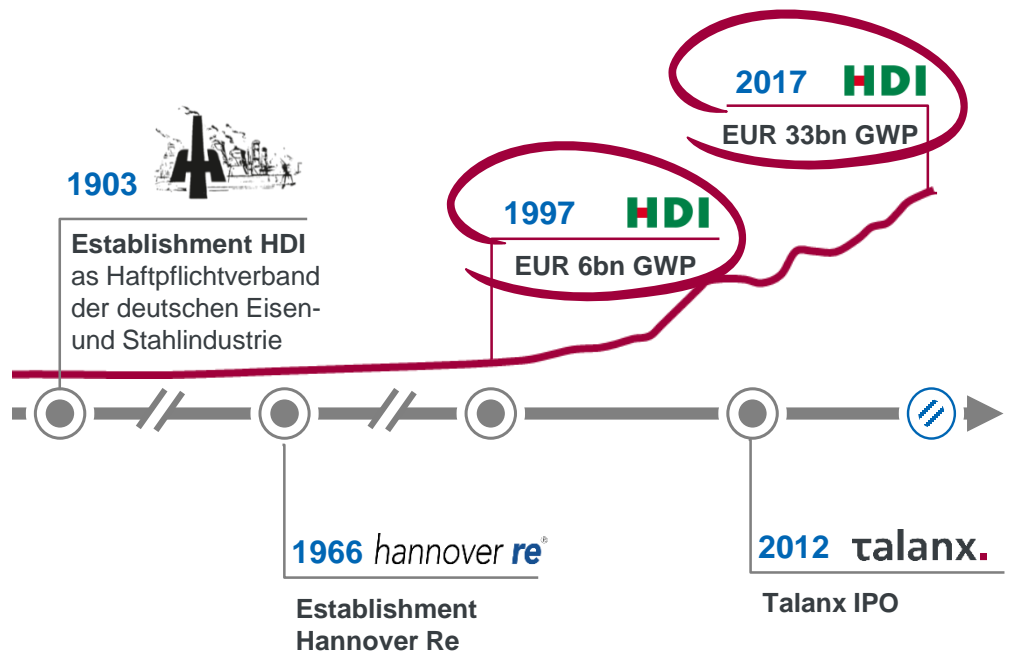 1903
Establishment HDI
as Haftpflichtverband
der deutschen Eisen-
und Stahlindustrie
1966 hannover re®
Establishment
Hannover Re
1997 HDI
EUR 6bn GWP
2012 talanx.
Talanx IPO
2017 HDI
EUR 33bn GWP